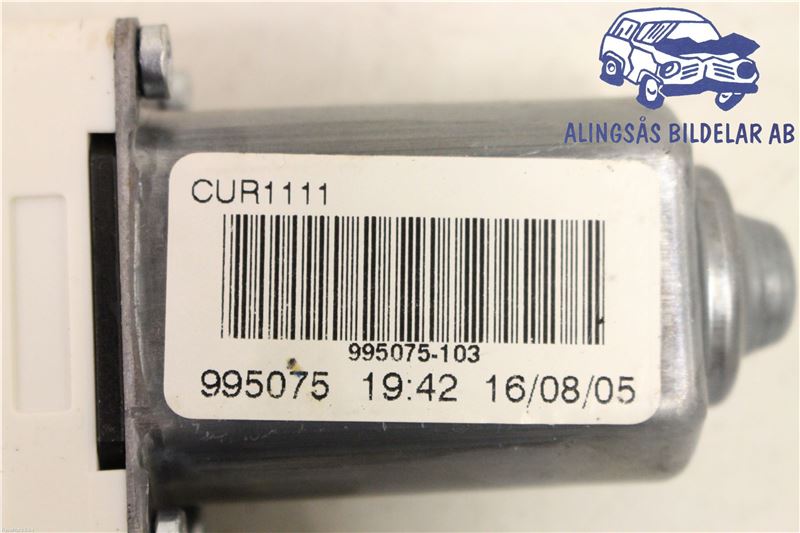 ALINGSÅS BILDELAR AB
CUR1111
995075-103
995075 19:42 16/08/05